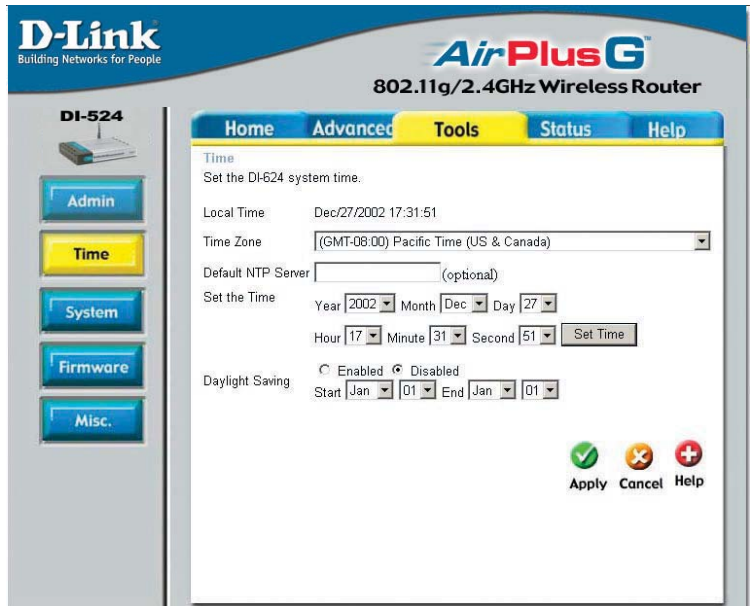 D-Link
Building Networks for People
AirPlus G™
802.11g/2.4GHz Wireless Router
DI-524
Home Advanced Tools Status Help
Admin
Time
System
Firmware
Misc.
Time
Set the DI-624 system time.
Local Time Dec/27/2002 17:31:51
Time Zone (GMT-08:00) Pacific Time (US & Canada)
Default NTP Server (optional)
Set the Time Year 2002 Month Dec Day 27
Hour 17 Minute 31 Second 51 Set Time
Daylight Saving Enabled Disabled
Start Jan 01 End Jan 01
Apply Cancel Help